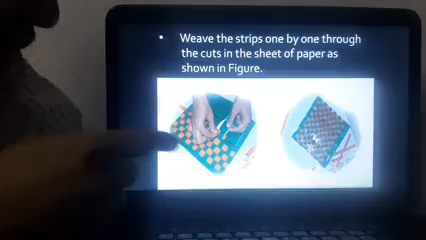 • Weave the strips one by one through
the cuts in the sheet of paper as
shown in Figure.